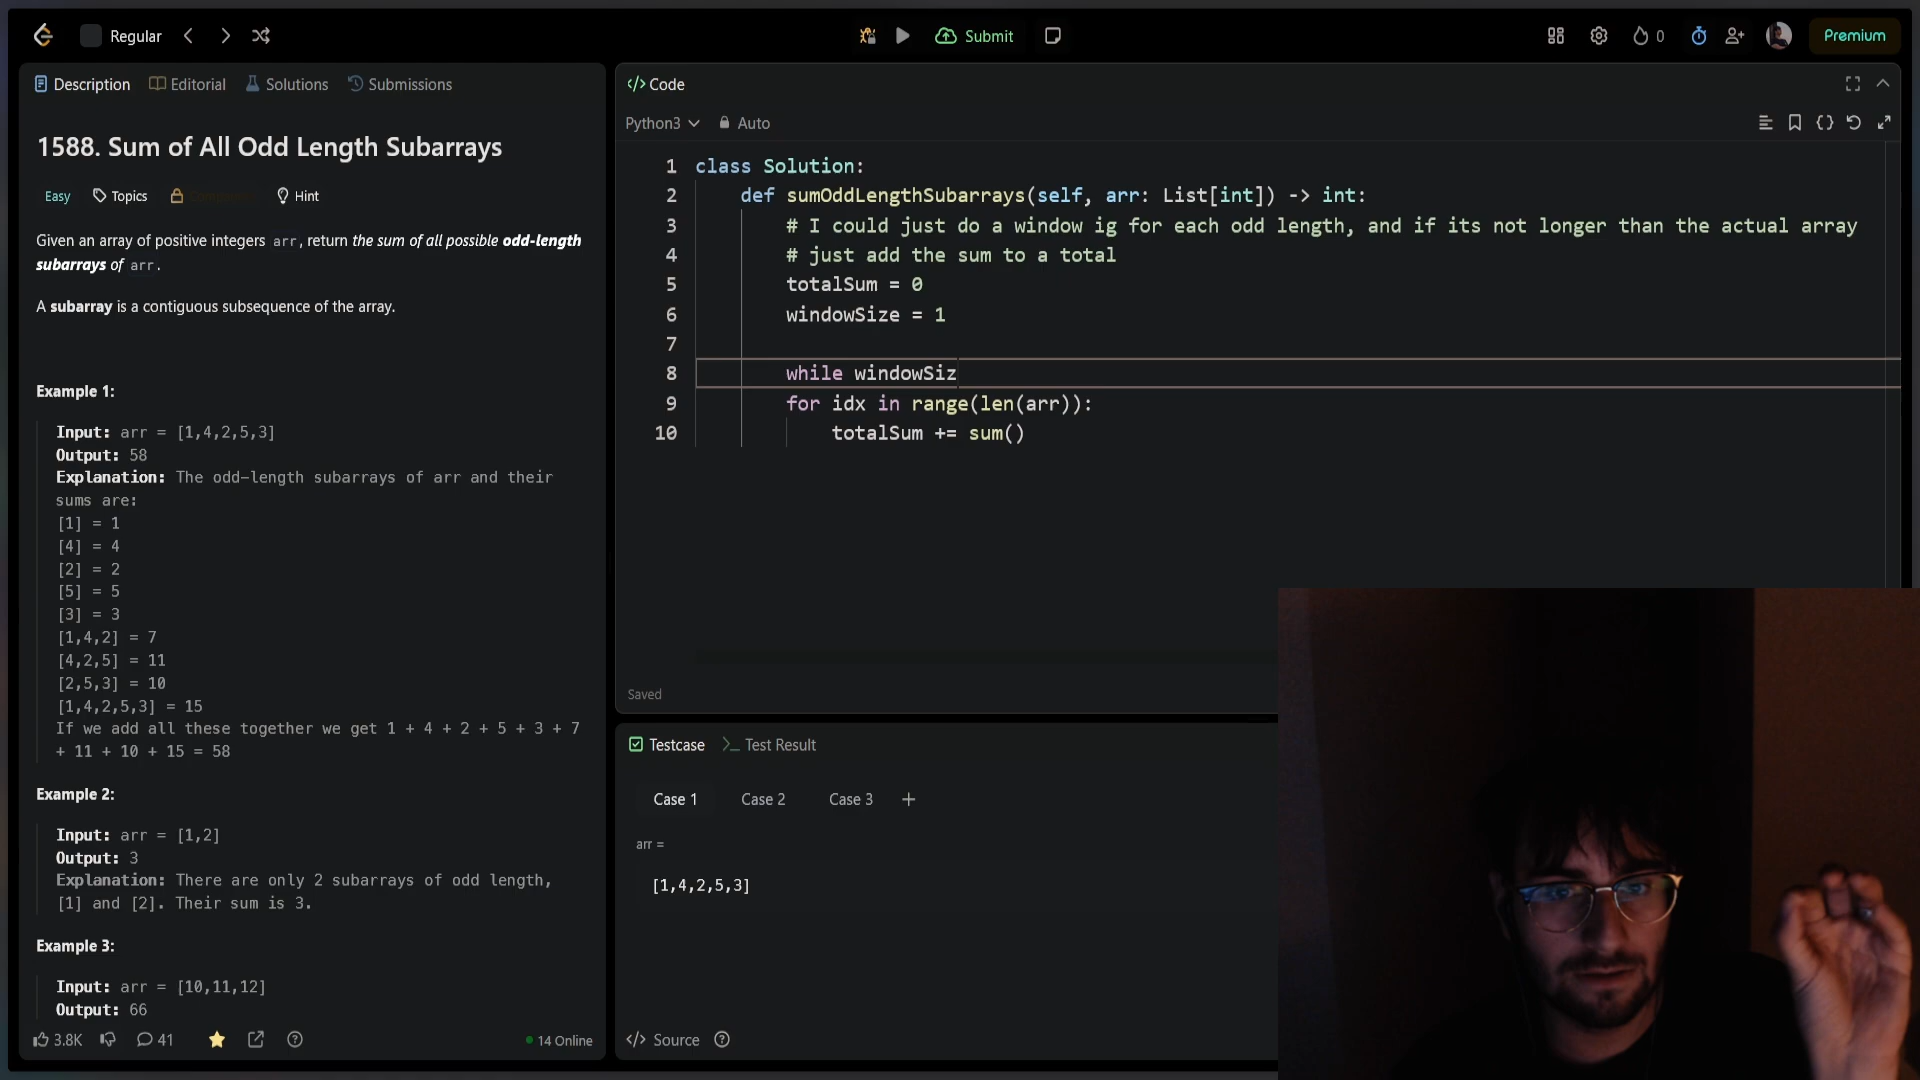 Regular
Submit
0
Premium
Description
Editorial
Solutions
Submissions
1588. Sum of All Odd Length Subarrays
Easy
Topics
Hint
Given an array of positive integers arr, return the sum of all possible odd-length
subarrays of arr.
A subarray is a contiguous subsequence of the array.
Example 1:
Input: arr = [1,4,2,5,3]
Output: 58
Explanation: The odd-length subarrays of arr and their
sums are:
[1] = 1
[4] = 4
[2] = 2
[5] = 5
[3] = 3
[1,4,2] = 7
[4,2,5] = 11
[2,5,3] = 10
[1,4,2,5,3] = 15
If we add all these together we get 1 + 4 + 2 + 5 + 3 + 7
+ 11 + 10 + 15 = 58
Example 2:
Input: arr = [1,2]
Output: 3
Explanation: There are only 2 subarrays of odd length,
[1] and [2]. Their sum is 3.
Example 3:
Input: arr = [10,11,12]
Output: 66
3.8K
41
14 Online
</> Code
Python3
Auto
1 class Solution:
2 def sumOddLengthSubarrays(self, arr: List[int]) -> int:
3 # I could just do a window ig for each odd length, and if its not longer than the actual array
4 # just add the sum to a total
5 totalSum = 0
6 windowSize = 1
7
8 while windowSiz
9 for idx in range(len(arr)):
10 totalSum += sum()
Saved
Testcase
>_ Test Result
Case 1
Case 2
Case 3
+
arr =
[1,4,2,5,3]
</> Source